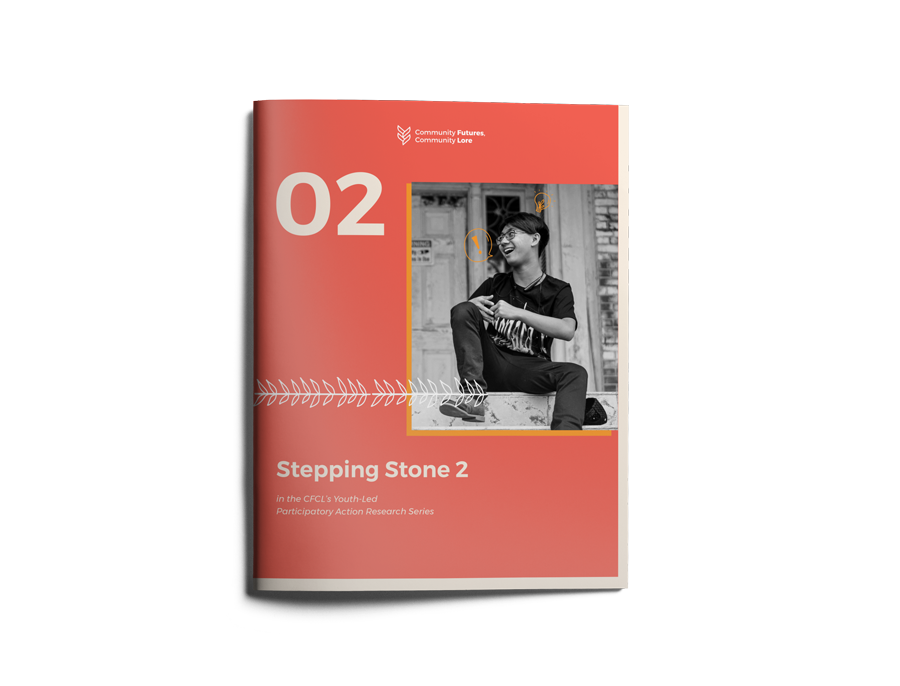 Community Futures,
Community Lore
02
Stepping Stone 2
in the CFCL's Youth-Led
Participatory Action Research Series